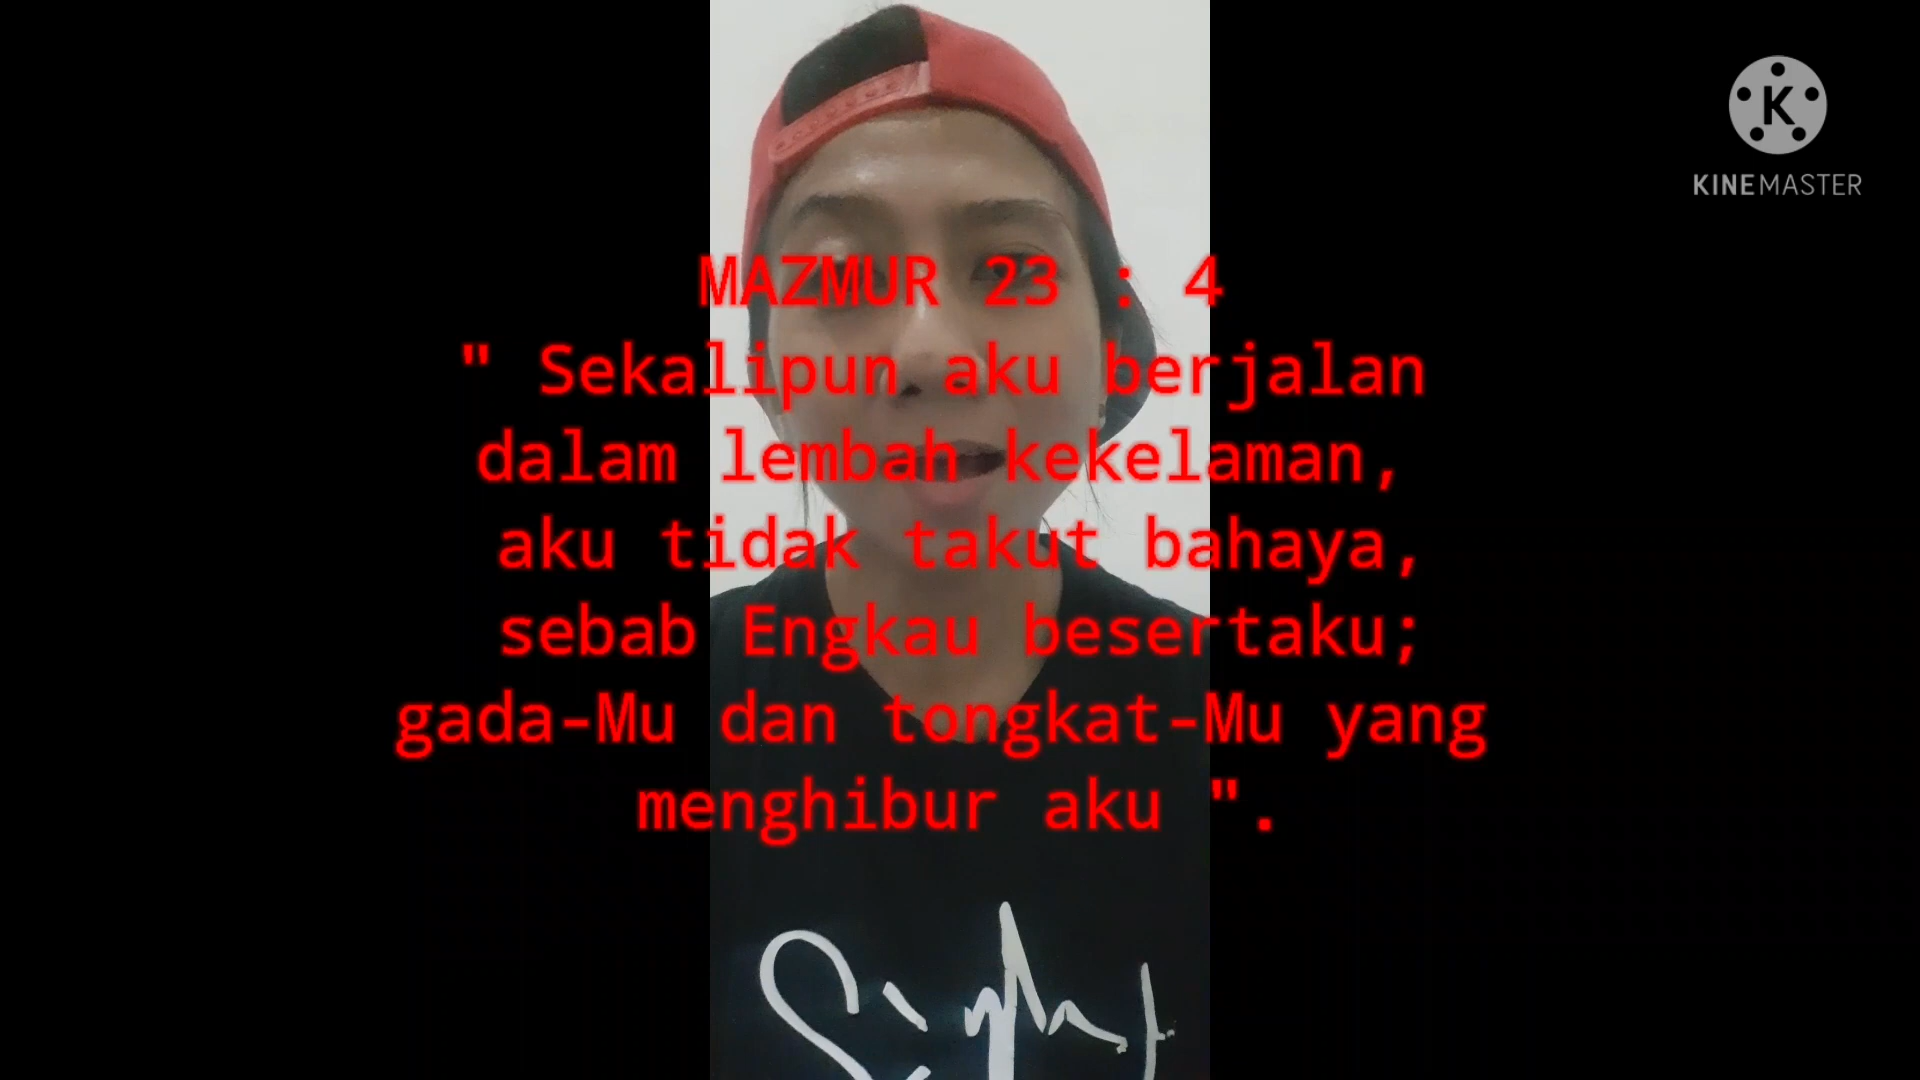 KINEMASTER
MAZMUR 23 : 4
" Sekalipun aku berjalan
dalam lembah kekelaman,
aku tidak takut bahaya,
sebab Engkau besertaku;
gada-Mu dan tongkat-Mu yang
menghibur aku ".